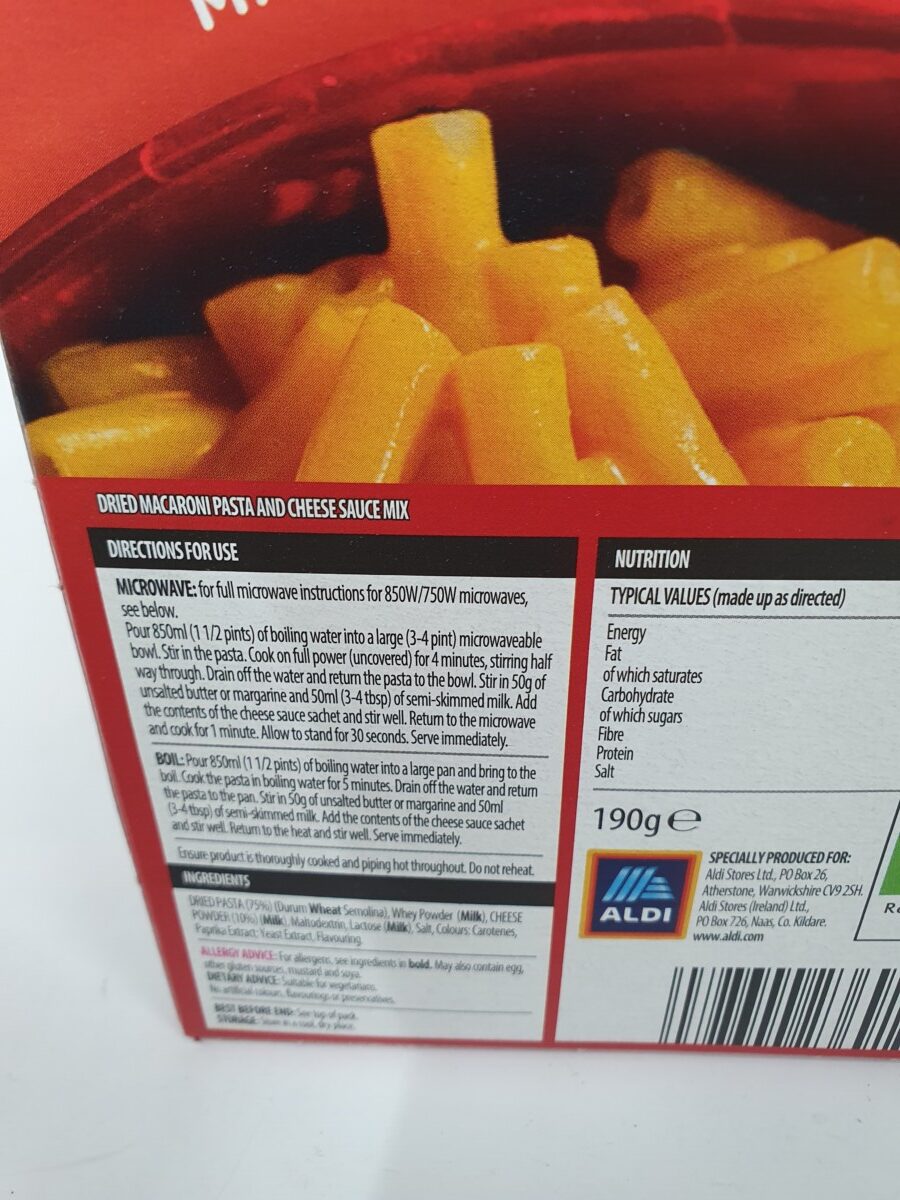 DRIED MACARONI PASTA AND CHEESE SAUCE MIX
DIRECTIONS FOR USE
MICROWAVE: for full microwave instructions for 850W/750W microwaves,
see below.
Pour 850ml (1 1/2 pints) of boiling water into a large (3-4 pint) microwaveable
bowl. Stir in the pasta. Cook on full power (uncovered) for 4 minutes, stirring half
way through. Drain off the water and return the pasta to the bowl. Stir in 50g of
unsalted butter or margarine and 50ml (3-4 tbsp) of semi-skimmed milk. Add
the contents of the cheese sauce sachet and stir well. Return to the microwave
and cook for 1 minute. Allow to stand for 30 seconds. Serve immediately.
BOIL: Pour 850ml (1 1/2 pints) of boiling water into a large pan and bring to the
boil. Cook the pasta in boiling water for 5 minutes. Drain off the water and return
the pasta to the pan. Stir in 50g of unsalted butter or margarine and 50ml
(3-4 tbsp) of semi-skimmed milk. Add the contents of the cheese sauce sachet
and stir well. Return to the heat and stir well. Serve immediately.
Ensure product is thoroughly cooked and piping hot throughout. Do not reheat.
INGREDIENTS
DRIED PASTA (75%) (Durum Wheat Semolina), Whey Powder (Milk), CHEESE
POWDER (10%) (Milk), Maltodextrin, Lactose (Milk), Salt, Colours: Carotenes,
Paprika Extract; Yeast Extract, Flavouring.
ALLERGY ADVICE: For allergens, see ingredients in bold. May also contain egg,
other gluten sources, mustard and soya.
DIETARY ADVICE: Suitable for vegetarians.
No artificial colours, flavourings or preservatives.
BEST BEFORE END: See top of pack.
STORAGE: Store in a cool, dry place.
NUTRITION
TYPICAL VALUES (made up as directed)
Energy
Fat
of which saturates
Carbohydrate
of which sugars
Fibre
Protein
Salt
190g e
ALDI
SPECIALLY PRODUCED FOR:
Aldi Stores Ltd., PO Box 26,
Atherstone, Warwickshire CV9 2SH.
Aldi Stores (Ireland) Ltd.,
PO Box 726, Naas, Co. Kildare.
www.aldi.com